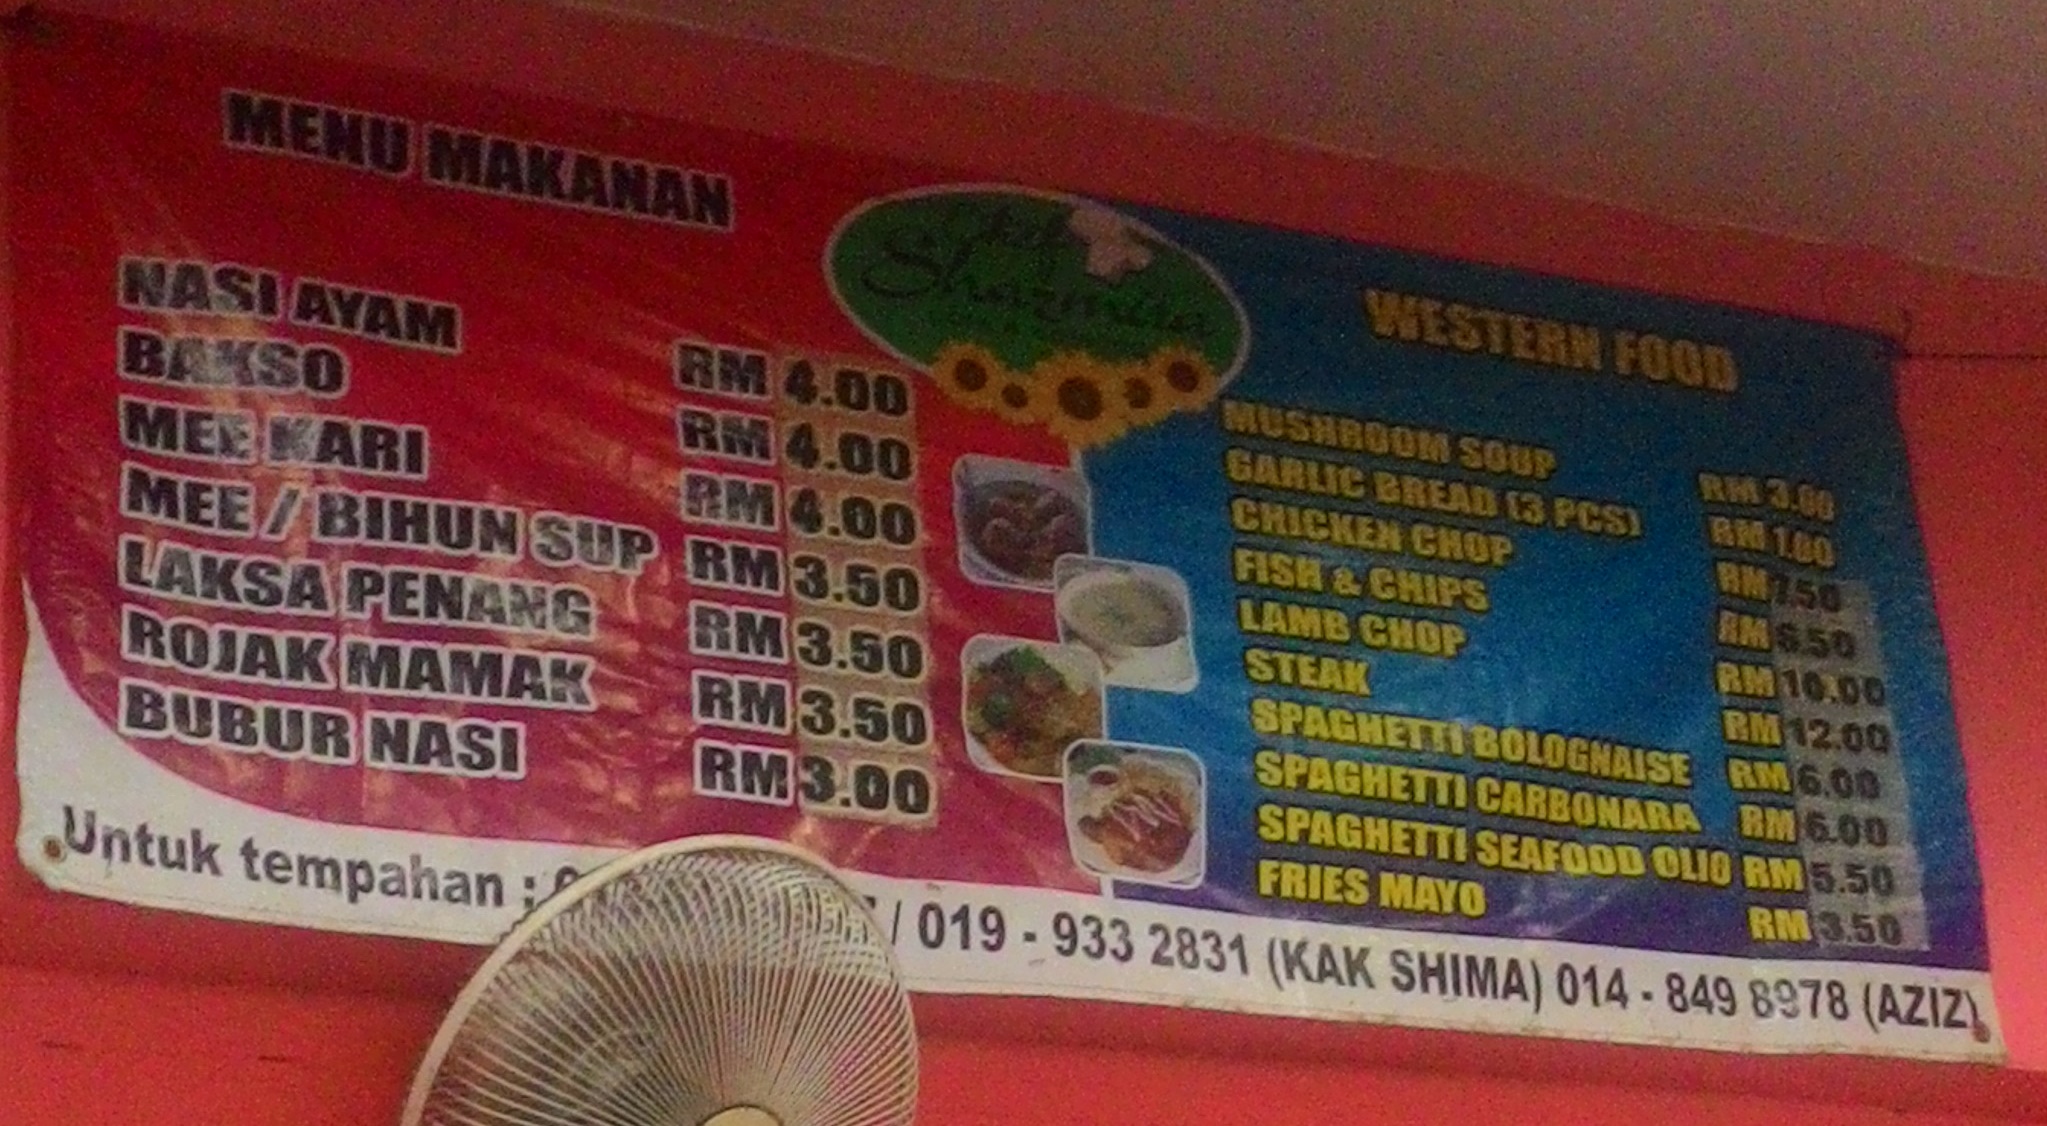 MENU MAKANAN
NASI AYAM RM 4.00
BAKSO RM 4.00
MEE KARI RM 4.00
MEE / BIHUN SUP RM 3.50
LAKSA PENANG RM 3.50
ROJAK MAMAK RM 3.50
BUBUR NASI RM 3.00
Chef
Sharmila
WESTERN FOOD
MUSHROOM SOUP RM 3.00
GARLIC BREAD (3 PCS) RM 1.00
CHICKEN CHOP RM 7.50
FISH & CHIPS RM 6.50
LAMB CHOP RM 10.00
STEAK RM 12.00
SPAGHETTI BOLOGNAISE RM 6.00
SPAGHETTI CARBONARA RM 6.00
SPAGHETTI SEAFOOD OLIO RM 5.50
FRIES MAYO RM 3.50
Untuk tempahan : / 019 - 933 2831 (KAK SHIMA) 014 - 849 8978 (AZIZ)